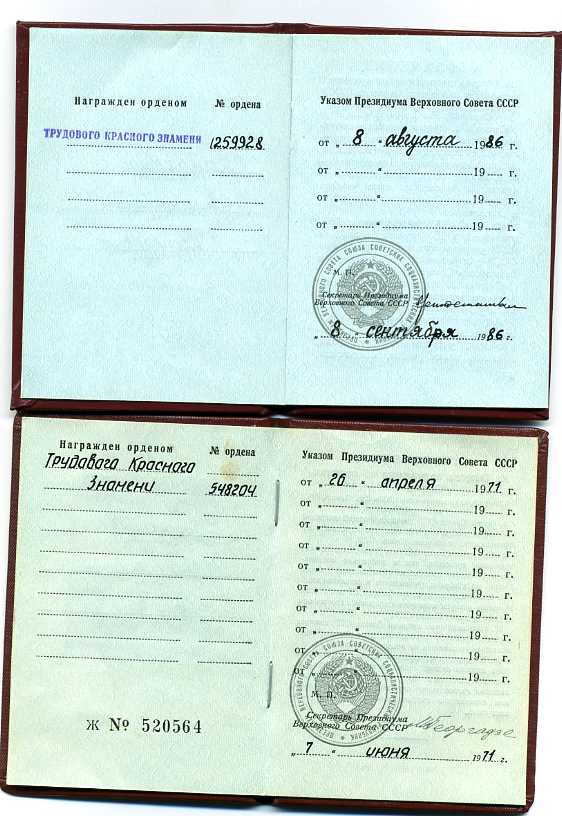 Награжден орденом № ордена
ТРУДОВОГО КРАСНОГО ЗНАМЕНИ 1259928
Указом Президиума Верховного Совета СССР
от „ 8 “ августа 1986 г.
от „ “ 19 г.
от „ “ 19 г.
от „ “ 19 г.
М. П.
Секретарь Президиума
Верховного Совета СССР
„ 8 “ сентября 1986 г.
Награжден орденом № ордена
Трудавага Краснага
Знамени 548204
Ж № 520564
Указом Президиума Верховного Совета СССР
от „ 26 “ апреля 1971 г.
от „ “ 19 г.
от „ “ 19 г.
от „ “ 19 г.
от „ “ 19 г.
от „ “ 19 г.
от „ “ 19 г.
от „ “ 19 г.
от „ “ 19 г.
от „ “ 19 г.
М. П.
Секретарь Президиума
Верховного Совета СССР МГеоргадзе
„ 7 “ июня 1971 г.